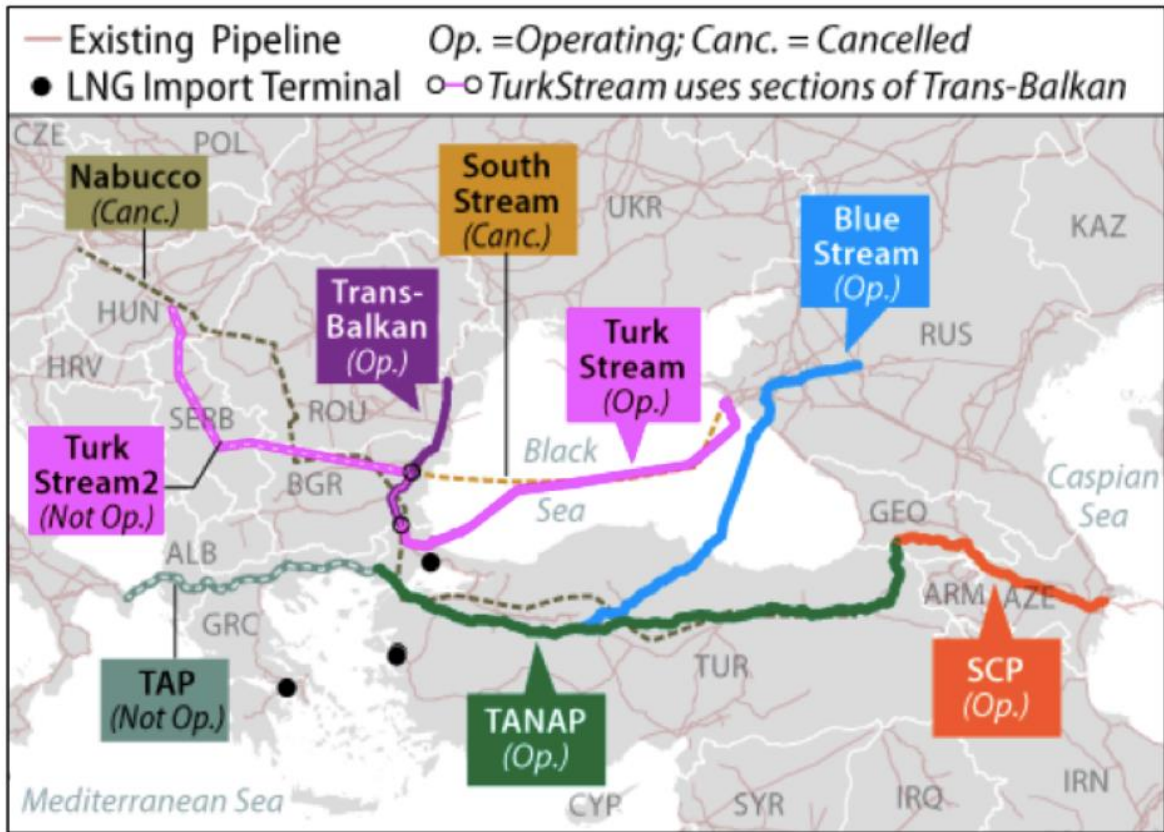 Existing Pipeline
Op. =Operating; Canc. = Cancelled
LNG Import Terminal
TurkStream uses sections of Trans-Balkan
CZE
POL
Nabucco
(Canc.)
South
Stream
(Canc.)
UKR
KAZ
Blue
Stream
(Op.)
HUN
Trans-
Balkan
(Op.)
Turk
Stream
(Op.)
RUS
HRV
SERB
ROU
Turk
Stream2
(Not Op.)
Black
Sea
BGR
Caspian
Sea
GEO
ALB
ARM
AZE
GRC
TAP
(Not Op.)
TUR
SCP
(Op.)
TANAP
(Op.)
Mediterranean Sea
CYP
SYR
IRQ
IRN